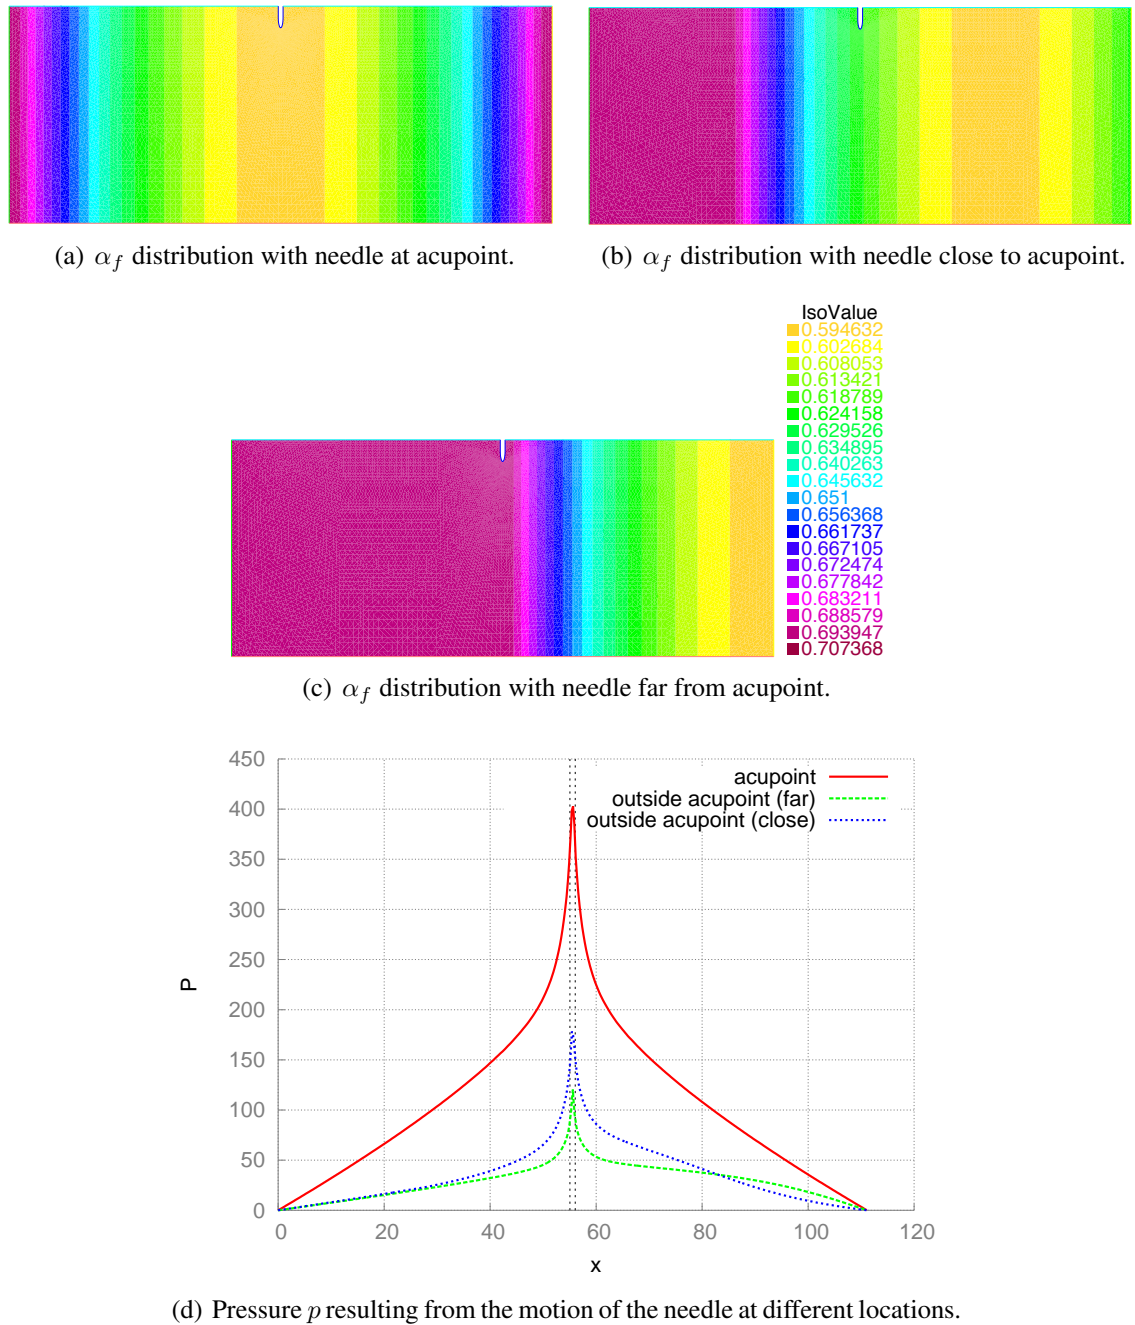 (a) αf distribution with needle at acupoint.
(b) αf distribution with needle close to acupoint.
IsoValue
0.594632
0.602684
0.608053
0.613421
0.618789
0.624158
0.629526
0.634895
0.640263
0.645632
0.651
0.656368
0.661737
0.667105
0.672474
0.677842
0.683211
0.688579
0.693947
0.707368
(c) αf distribution with needle far from acupoint.
450
400
350
300
250
200
150
100
50
0
P
acupoint
outside acupoint (far)
outside acupoint (close)
0 20 40 60 80 100 120
x
(d) Pressure p resulting from the motion of the needle at different locations.